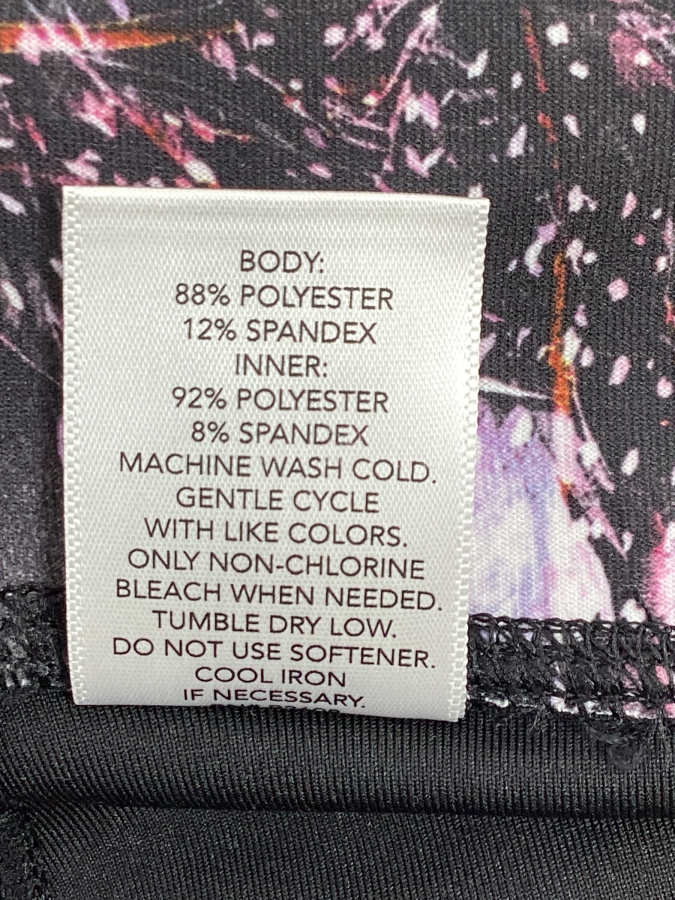 BODY:
88% POLYESTER
12% SPANDEX
INNER:
92% POLYESTER
8% SPANDEX
MACHINE WASH COLD.
GENTLE CYCLE
WITH LIKE COLORS.
ONLY NON-CHLORINE
BLEACH WHEN NEEDED.
TUMBLE DRY LOW.
DO NOT USE SOFTENER.
COOL IRON
IF NECESSARY.